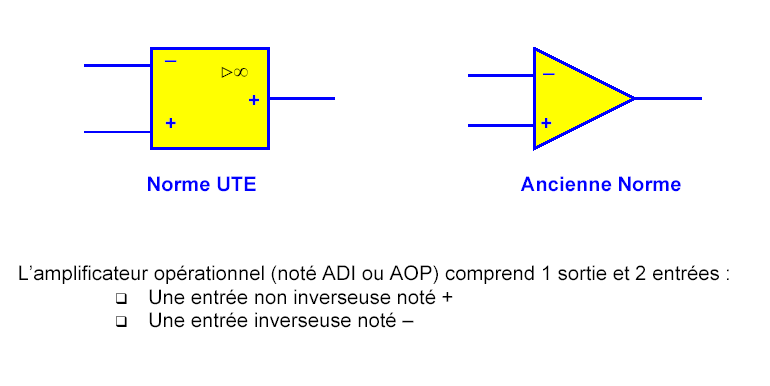 –
▷∞
+
+
–
+
Norme UTE
Ancienne Norme
L’amplificateur opérationnel (noté ADI ou AOP) comprend 1 sortie et 2 entrées :
❑ Une entrée non inverseuse noté +
❑ Une entrée inverseuse noté –